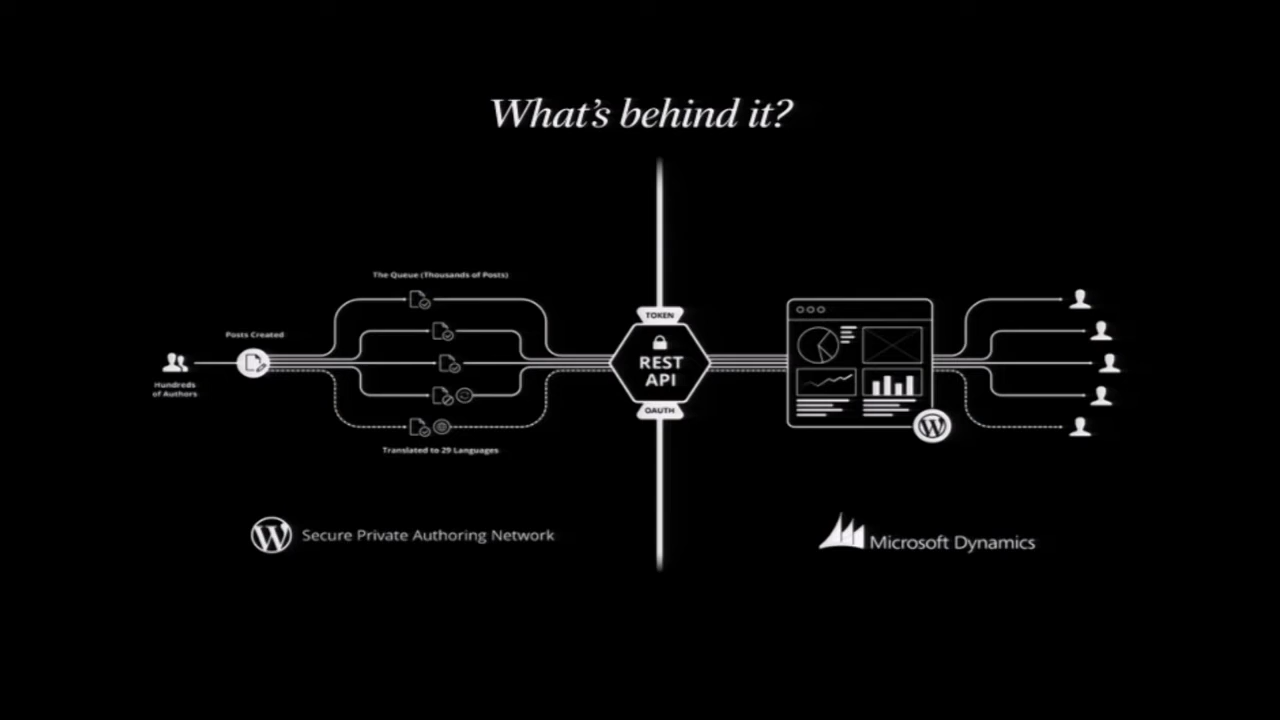 What's behind it?
The Queue (Thousands of Posts)
Posts Created
Hundreds
of Authors
Translated to 29 Languages
TOKEN
REST
API
OAUTH
Secure Private Authoring Network
Microsoft Dynamics